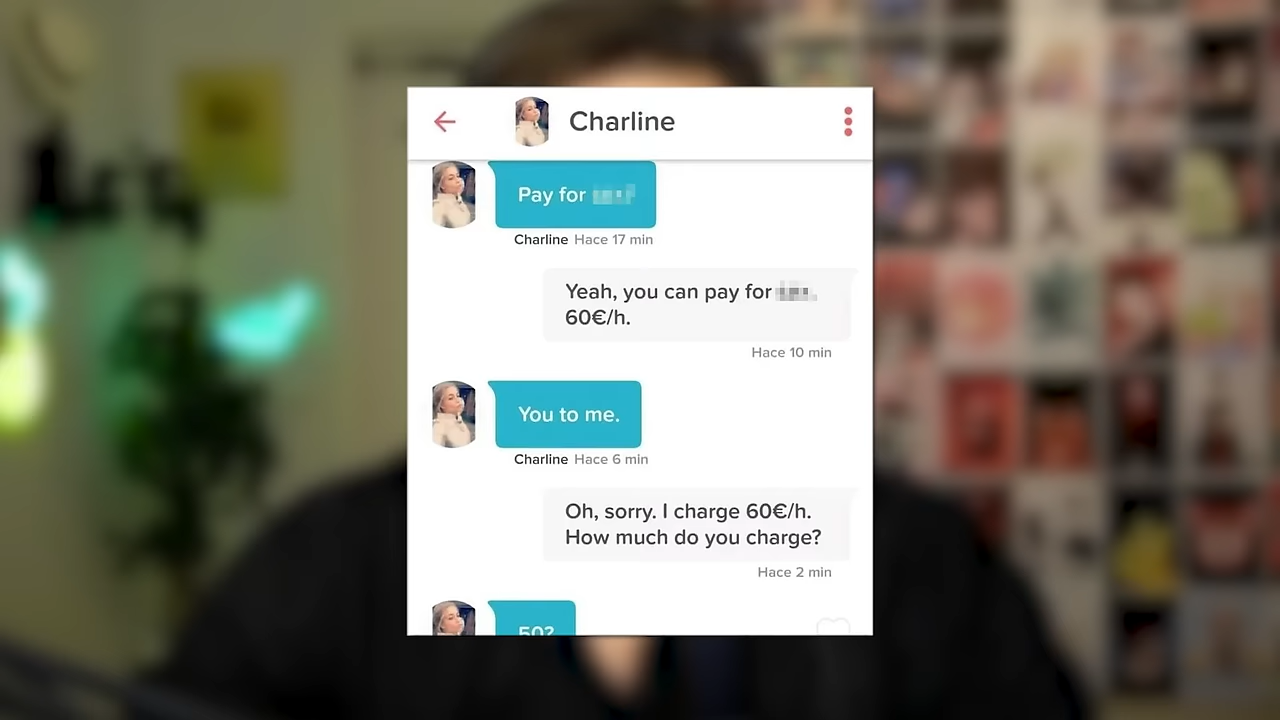 Charline
Pay for
Charline Hace 17 min
Yeah, you can pay for
60€/h.
Hace 10 min
You to me.
Charline Hace 6 min
Oh, sorry. I charge 60€/h.
How much do you charge?
Hace 2 min
50?